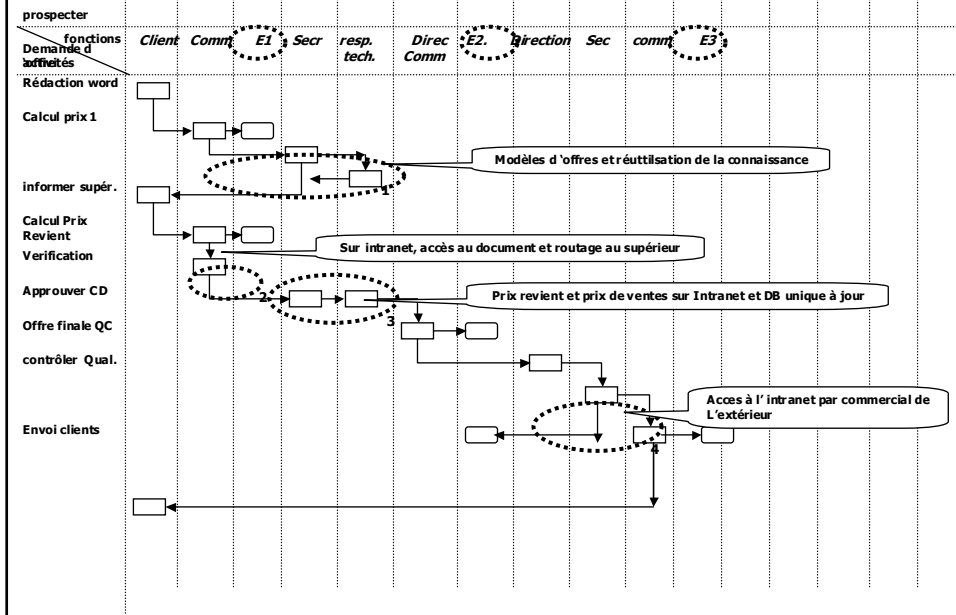 prospecter
fonctions
Client Comm E1 Secr resp. tech. Direc Comm E2. Direction Sec comm E3
Demande d
'offre
activités
Rédaction word
Calcul prix 1
Modèles d 'offres et réutilsation de la connaissance
1
informer supér.
Calcul Prix
Revient
Sur intranet, accès au document et routage au supérieur
Verification
Approuver CD
2
Prix revient et prix de ventes sur Intranet et DB unique à jour
3
Offre finale QC
contrôler Qual.
Acces à l' intranet par commercial de
L'extérieur
Envoi clients
4